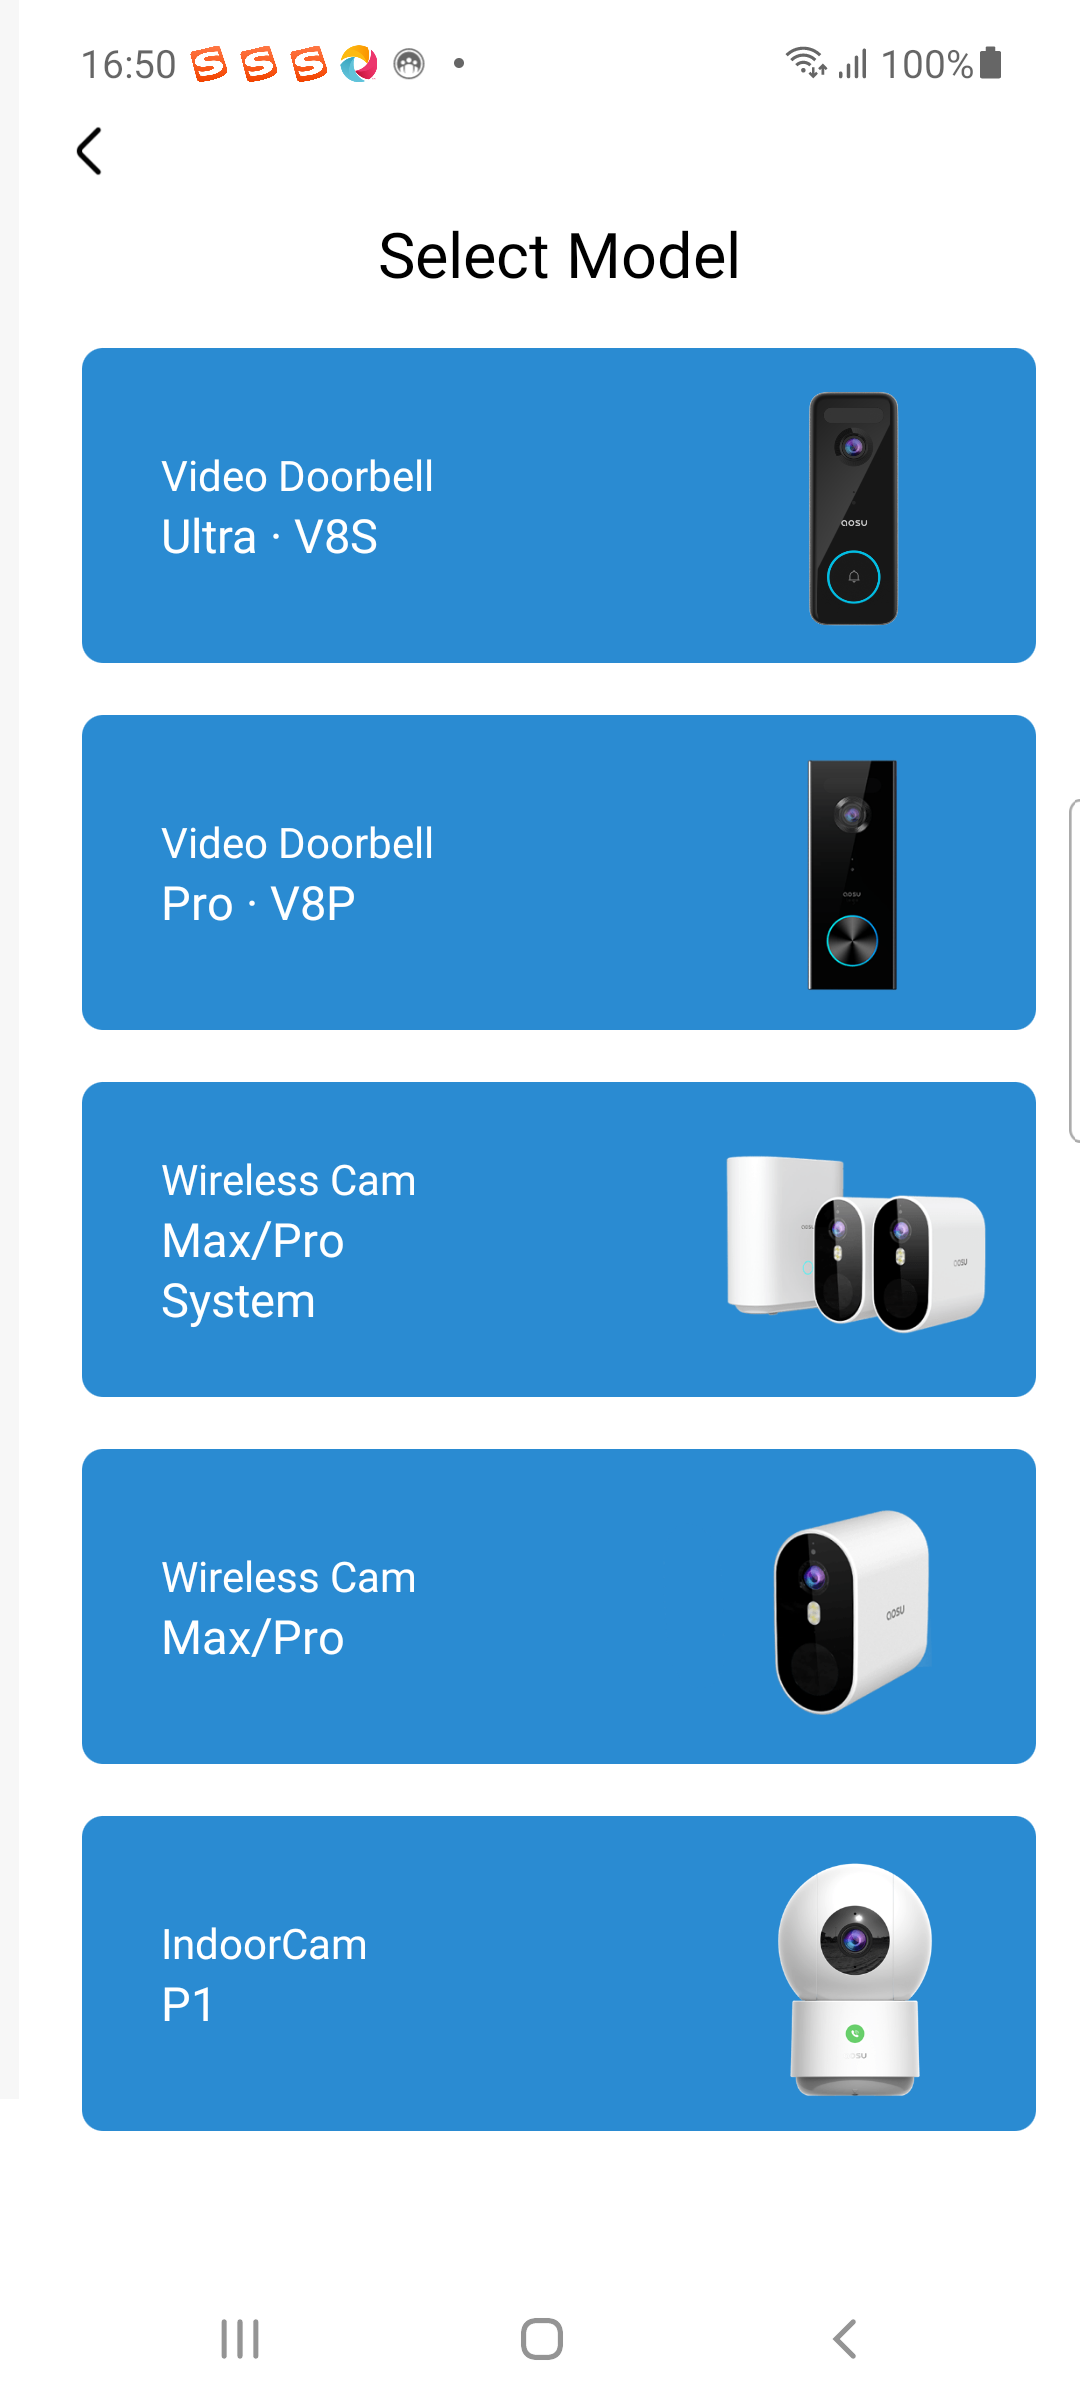 16:50 100%
Select Model
Video Doorbell
Ultra · V8S
aosu
Video Doorbell
Pro · V8P
aosu
Wireless Cam
Max/Pro
System
aosu
aosu
Wireless Cam
Max/Pro
aosu
IndoorCam
P1
aosu